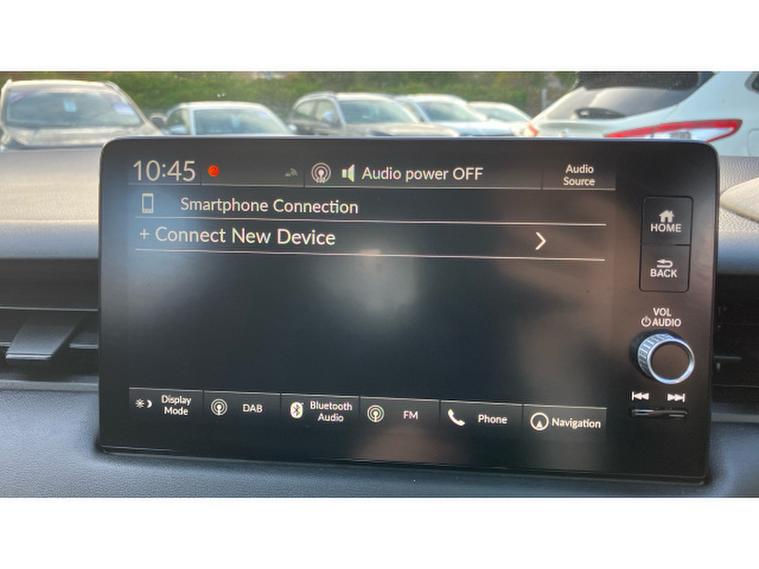 10:45
Audio power OFF
Audio
Source
Smartphone Connection
+ Connect New Device
HOME
BACK
VOL
AUDIO
Display
Mode
DAB
Bluetooth
Audio
FM
Phone
Navigation